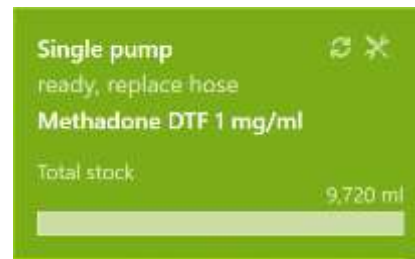 Single pump
ready, replace hose
Methadone DTF 1 mg/ml
Total stock
9,720 ml